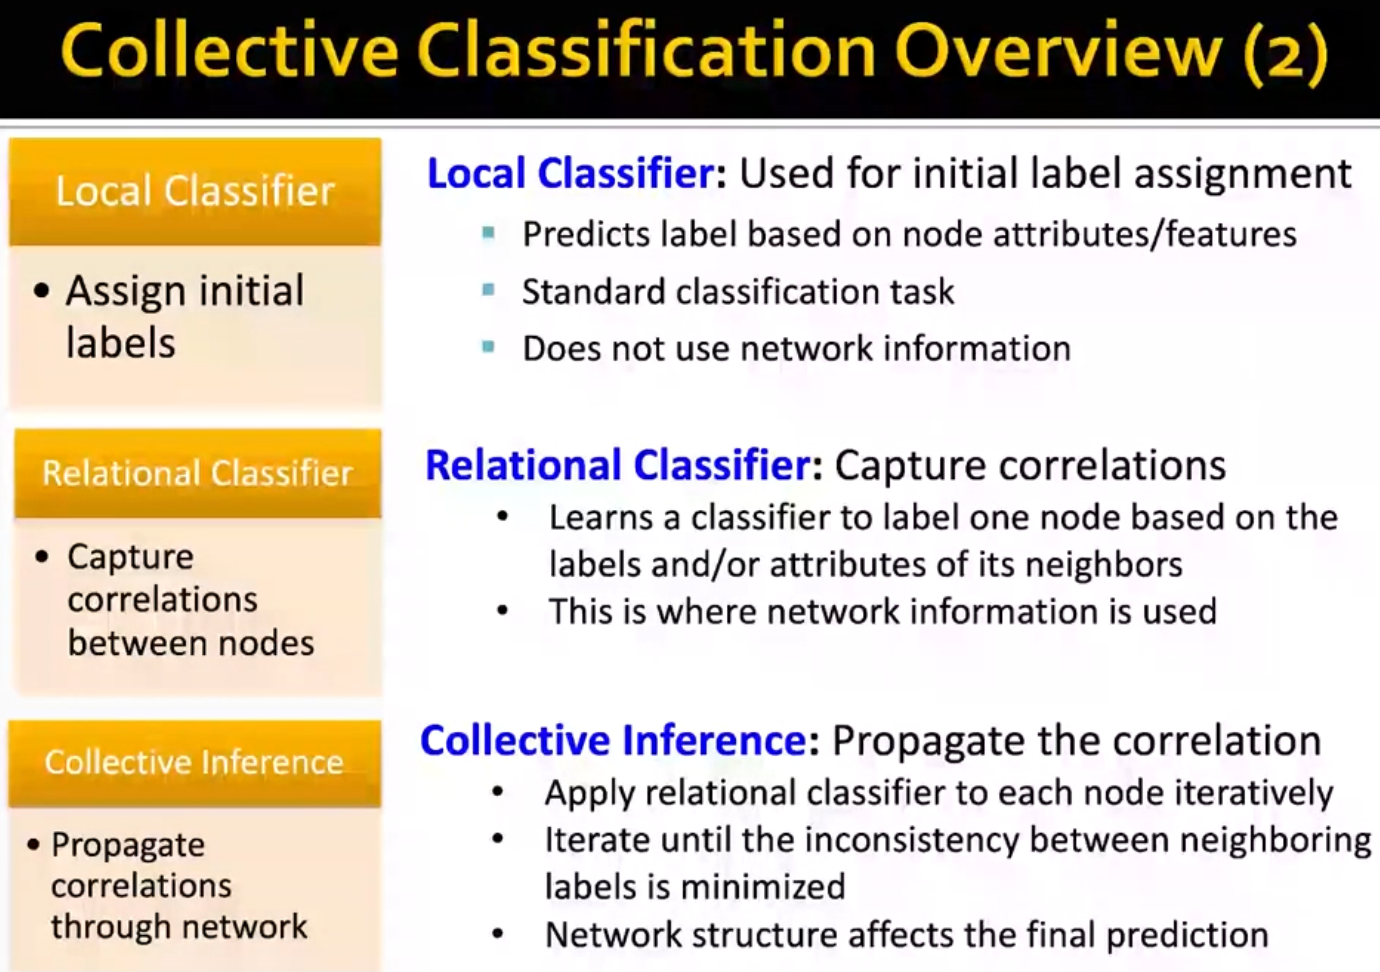 Collective Classification Overview (2)
Local Classifier
• Assign initial
labels
Local Classifier: Used for initial label assignment
▪ Predicts label based on node attributes/features
▪ Standard classification task
▪ Does not use network information
Relational Classifier
• Capture
correlations
between nodes
Relational Classifier: Capture correlations
• Learns a classifier to label one node based on the
labels and/or attributes of its neighbors
• This is where network information is used
Collective Inference
• Propagate
correlations
through network
Collective Inference: Propagate the correlation
• Apply relational classifier to each node iteratively
• Iterate until the inconsistency between neighboring
labels is minimized
• Network structure affects the final prediction